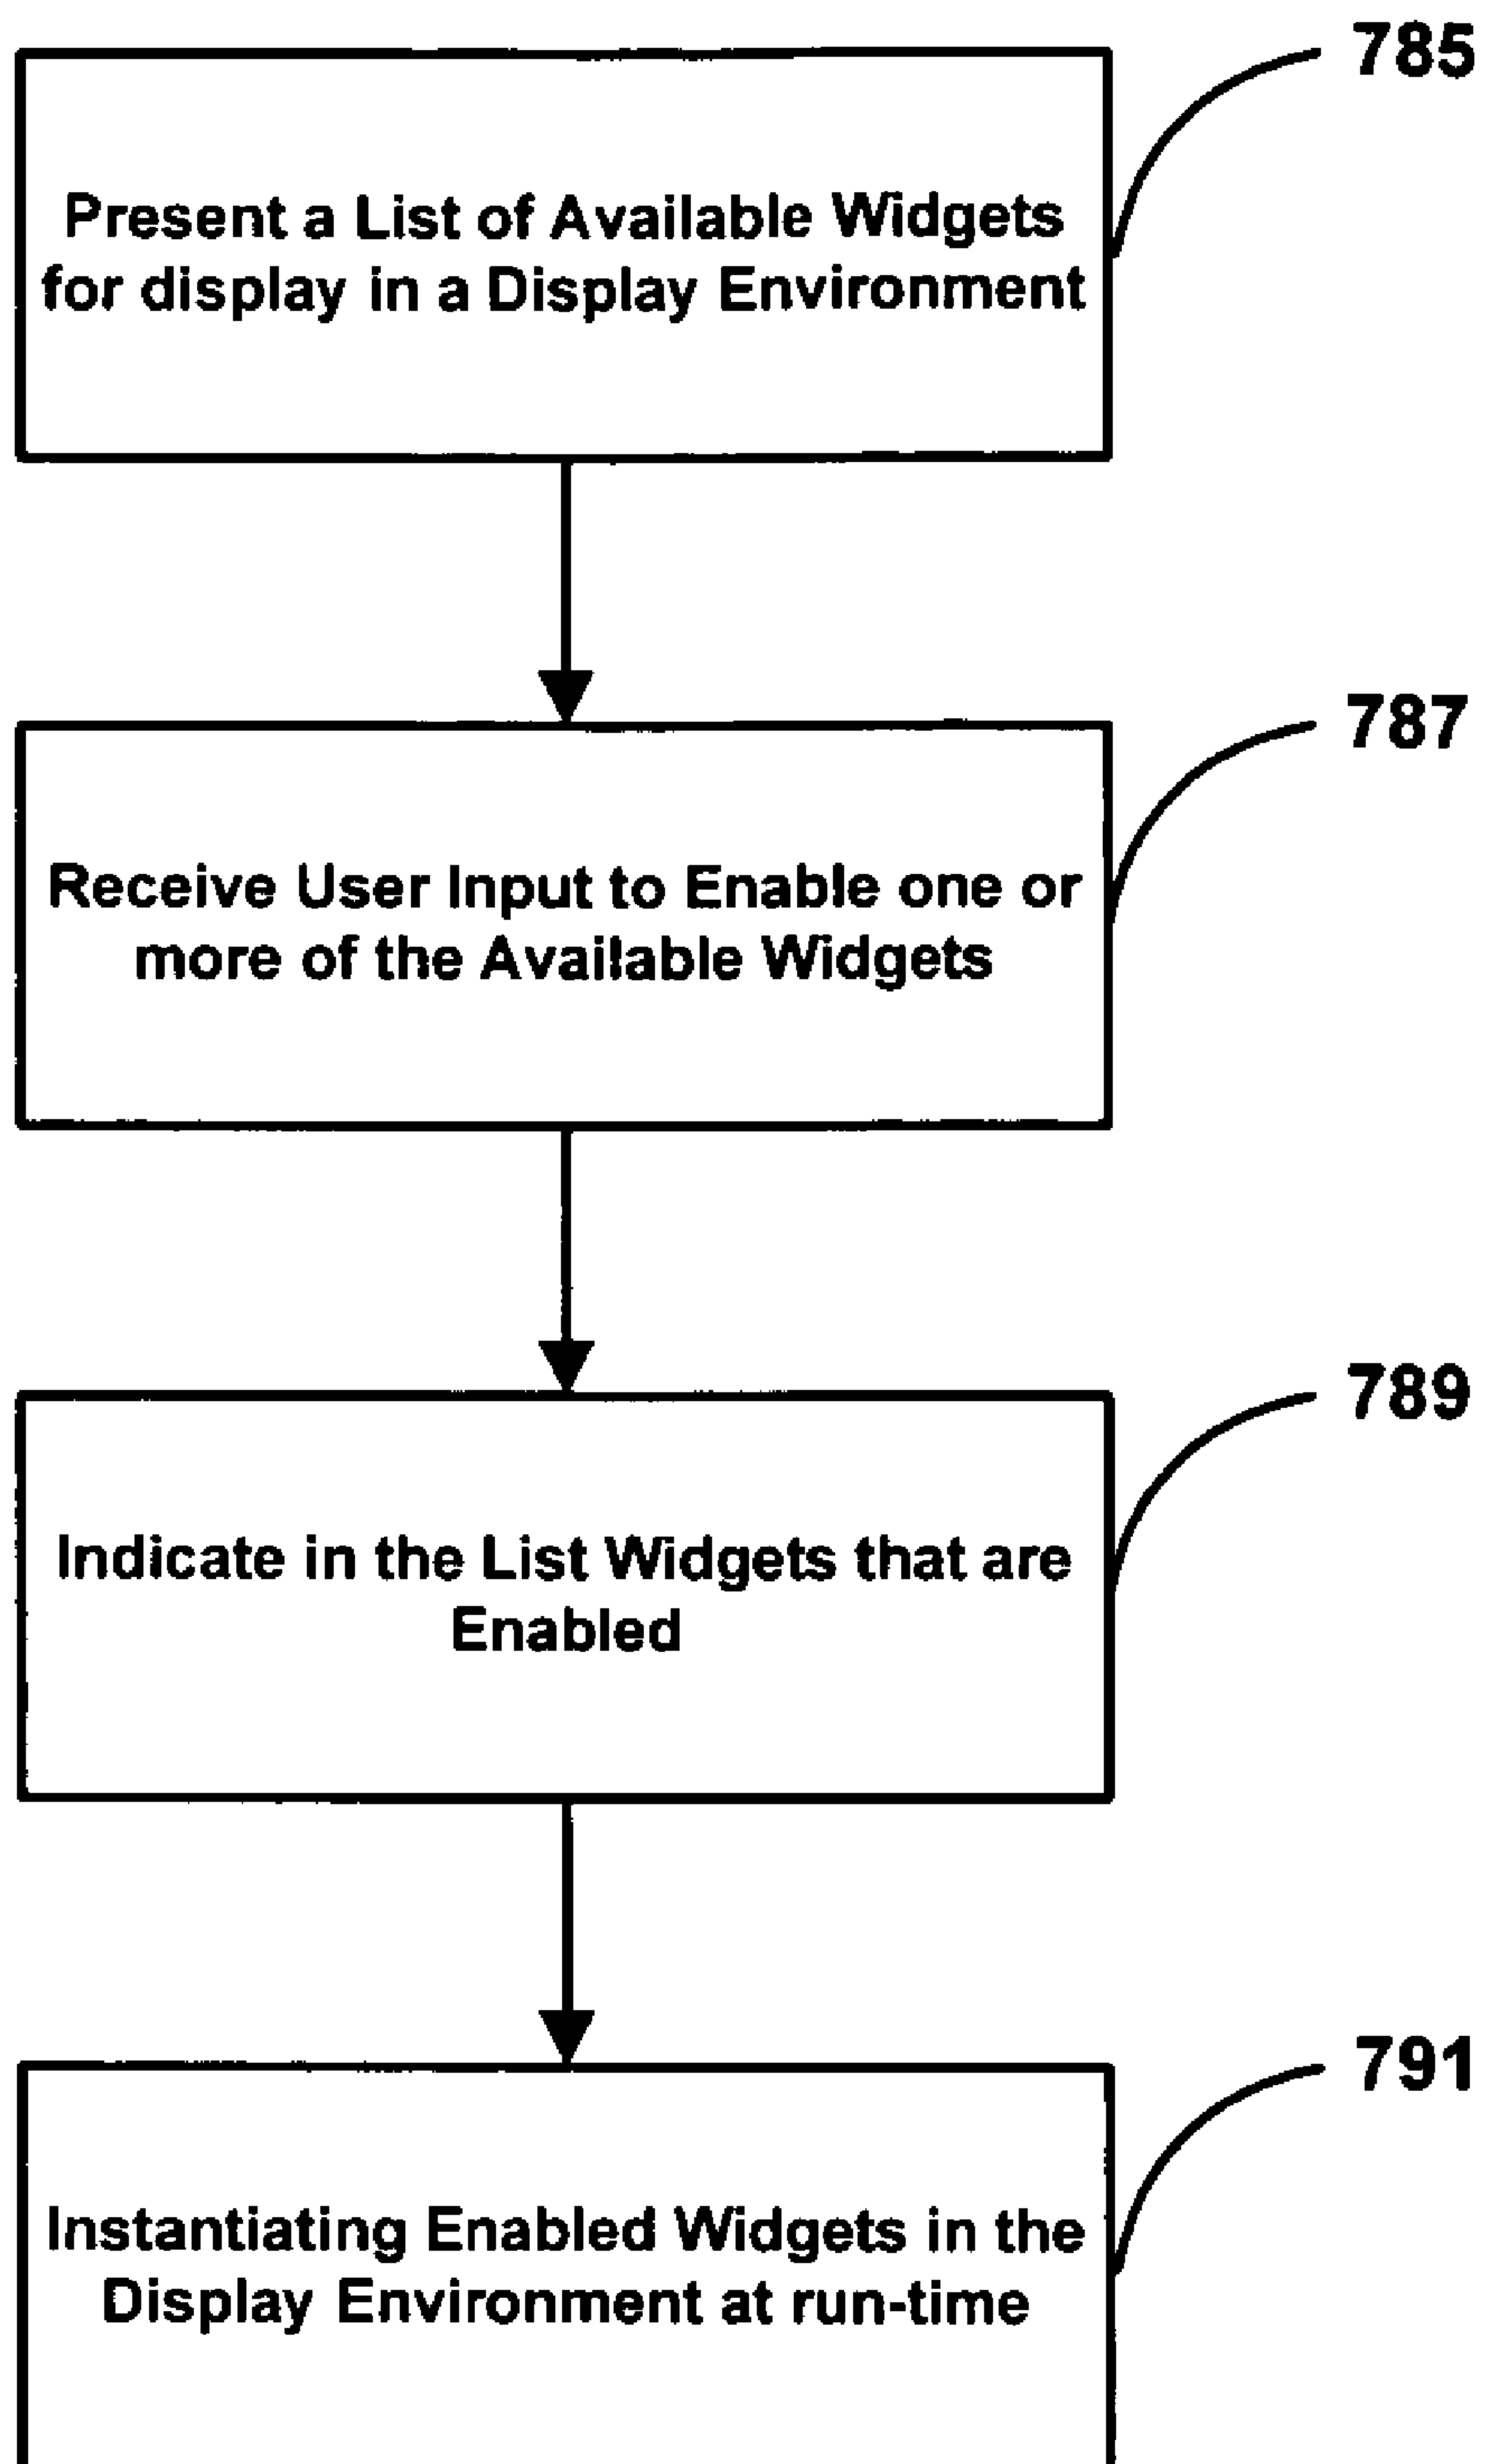 785
Present a List of Available Widgets
for display in a Display Environment
787
Receive User Input to Enable one or
more of the Available Widgets
789
Indicate in the List Widgets that are
Enabled
791
Instantiating Enabled Widgets in the
Display Environment at run-time